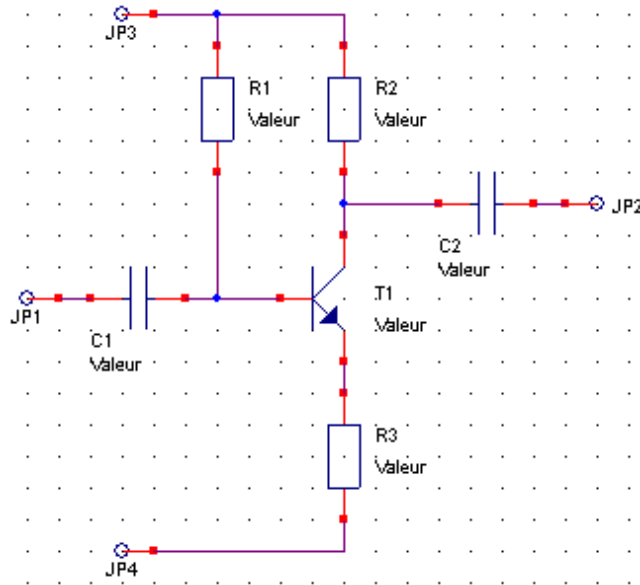 JP3
R1
Valeur
R2
Valeur
JP2
C2
Valeur
T1
Valeur
JP1
C1
Valeur
R3
Valeur
JP4